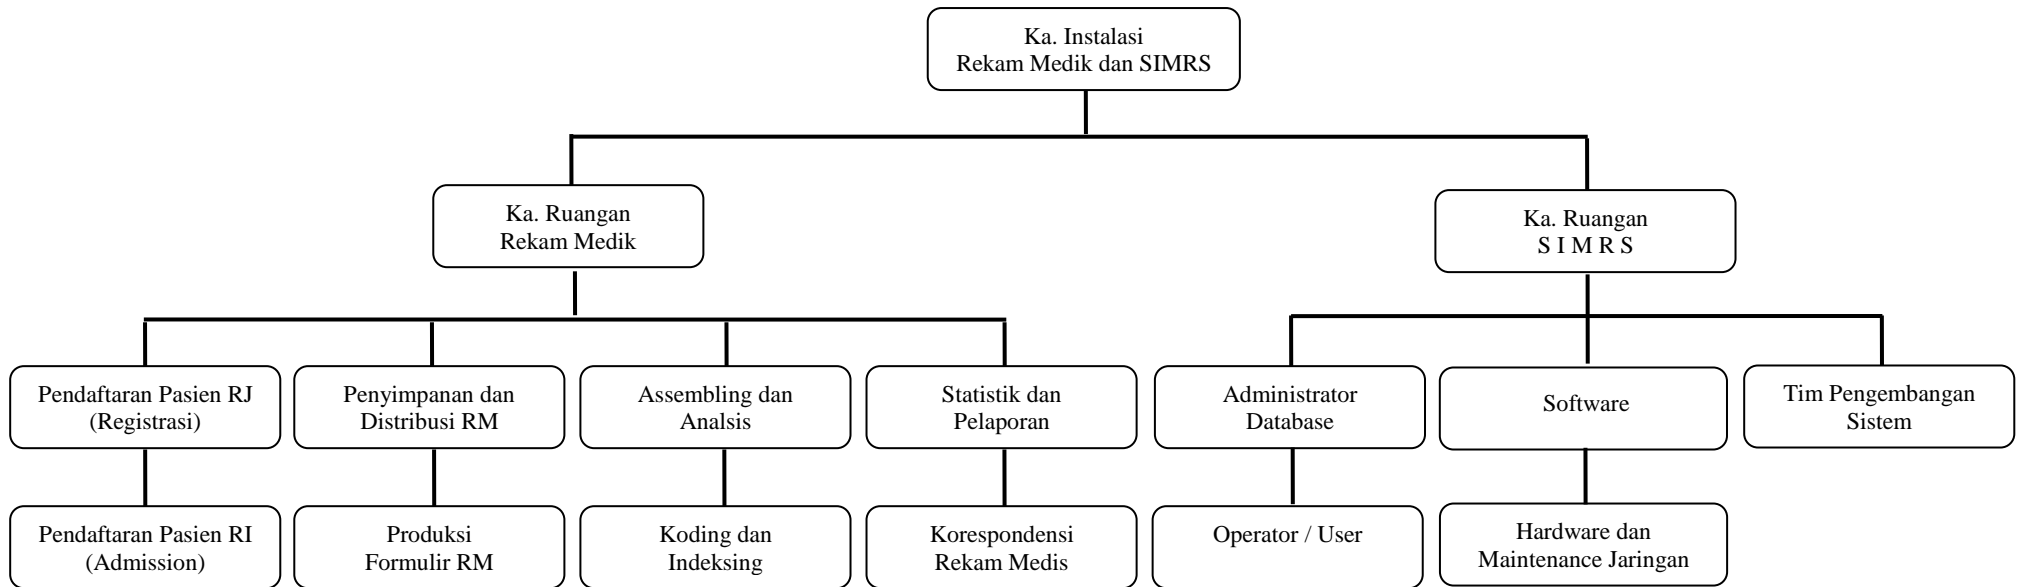 Ka. Instalasi
Rekam Medik dan SIMRS
Ka. Ruangan
Rekam Medik
Ka. Ruangan
S I M R S
Pendaftaran Pasien RJ
(Registrasi)
Penyimpanan dan
Distribusi RM
Assembling dan
Analsis
Statistik dan
Pelaporan
Administrator
Database
Software
Tim Pengembangan
Sistem
Pendaftaran Pasien RI
(Admission)
Produksi
Formulir RM
Koding dan
Indeksing
Korespondensi
Rekam Medis
Operator / User
Hardware dan
Maintenance Jaringan